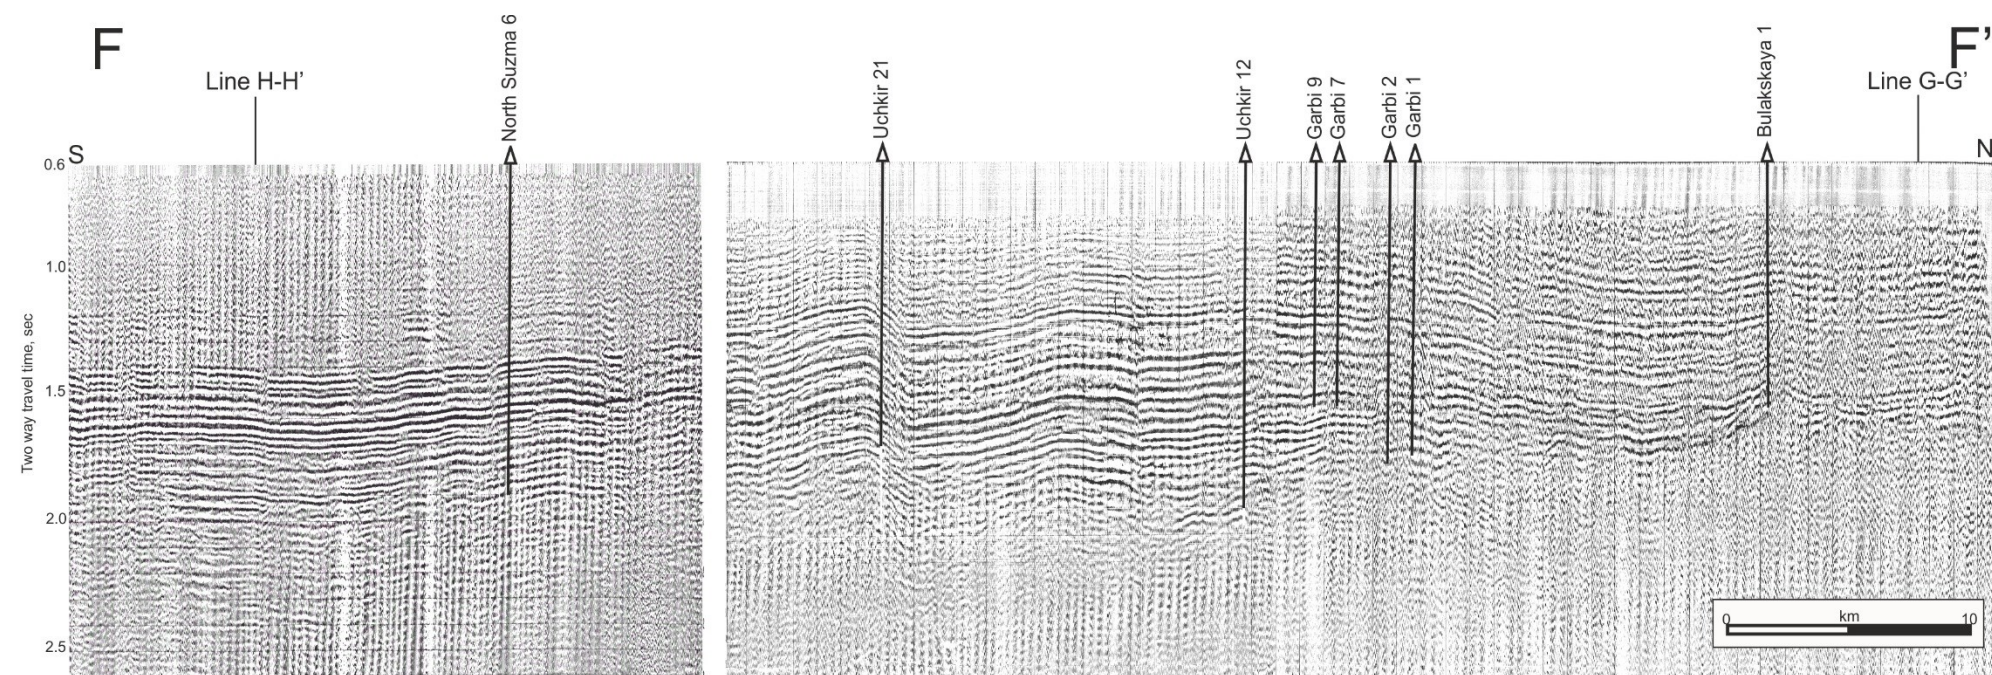 F
F'
Line H-H'
North Suzma 6
Uchkir 21
Uchkir 12
Garbi 9
Garbi 7
Garbi 2
Garbi 1
Bulakskaya 1
Line G-G'
S
N
0.6
1.0
1.5
2.0
2.5
Two way travel time, sec
km
0
10